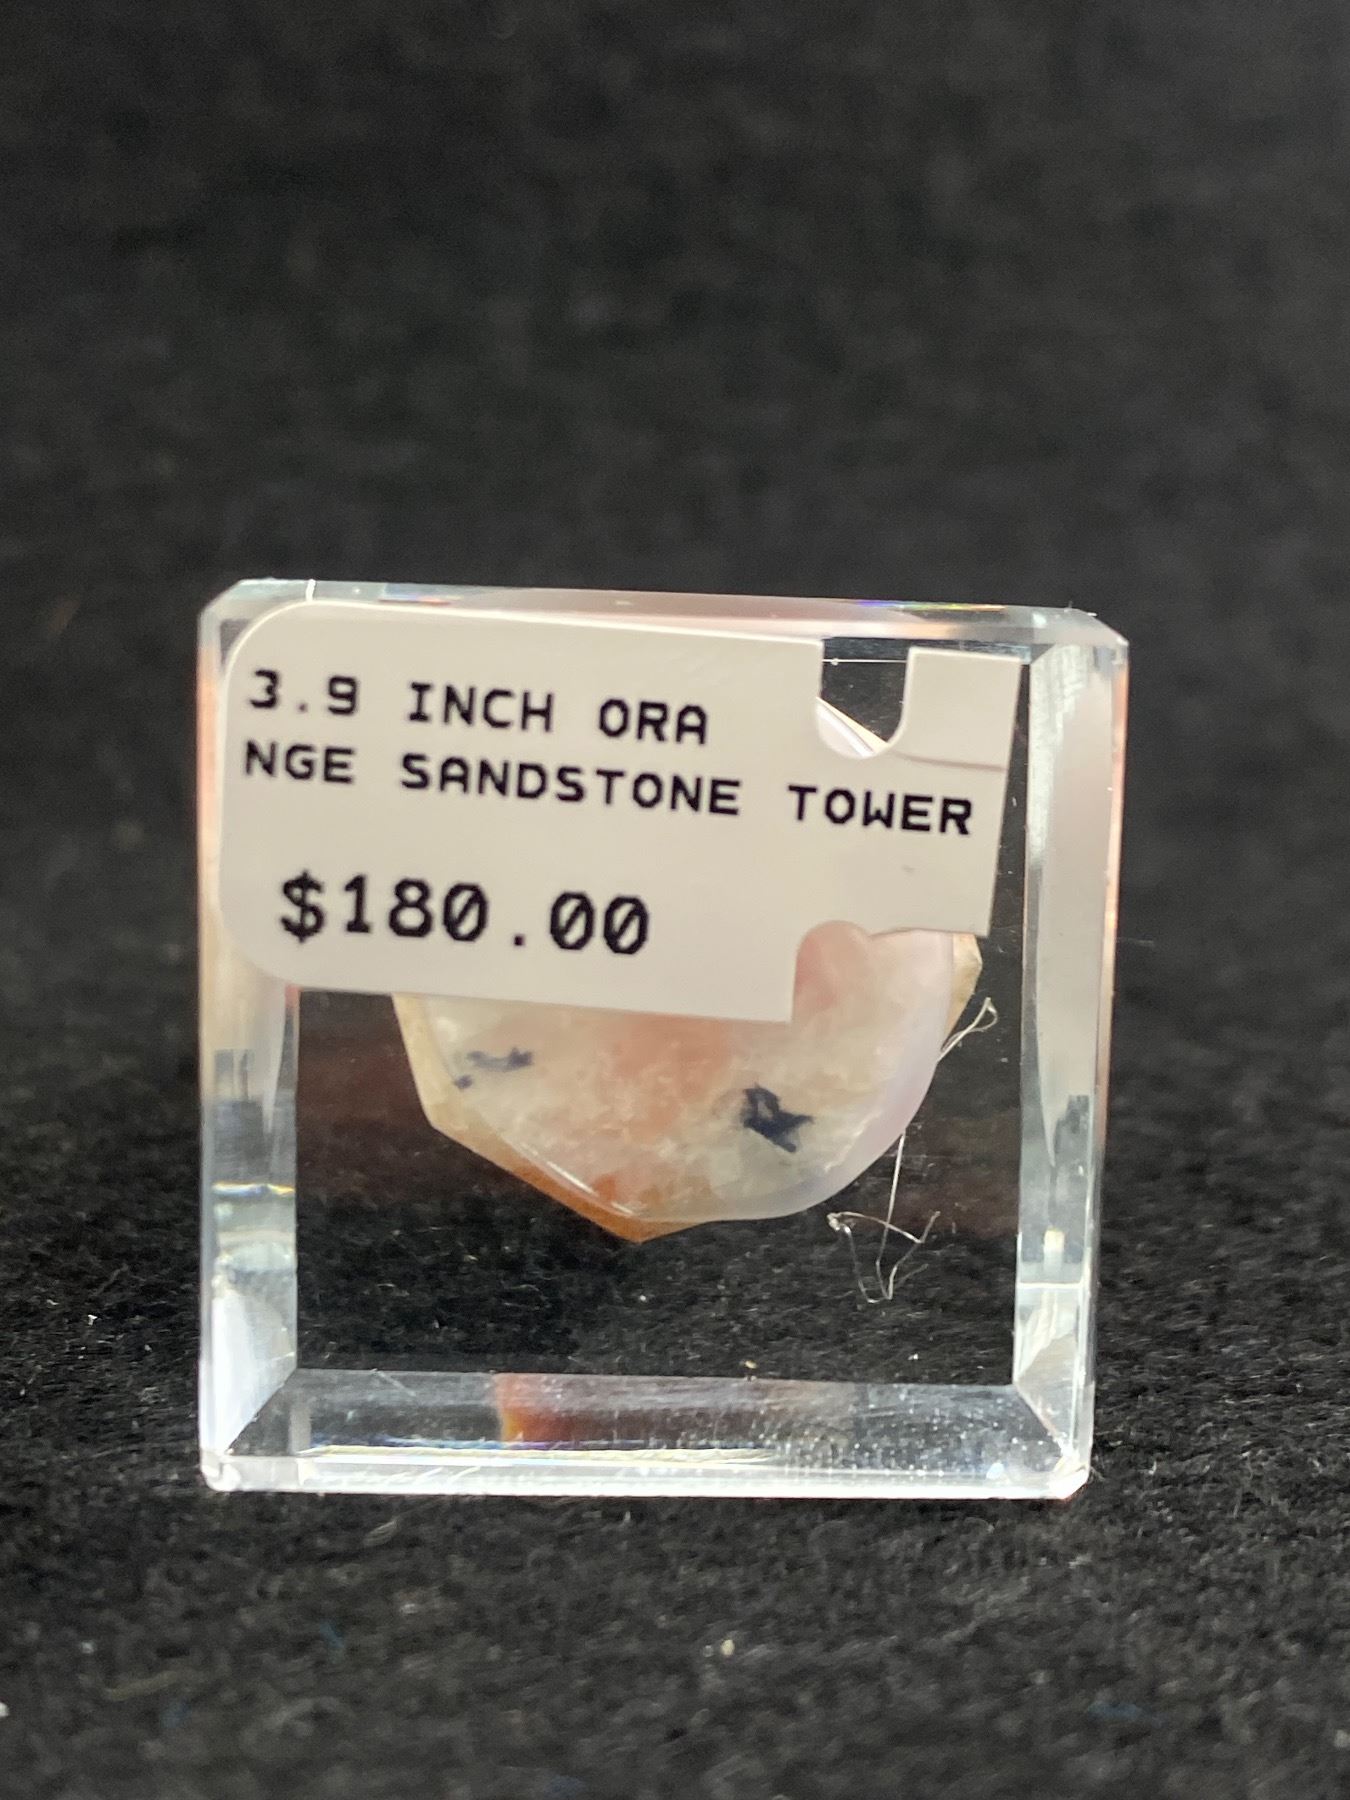 3.9 INCH ORA
NGE SANDSTONE TOWER
$180.00